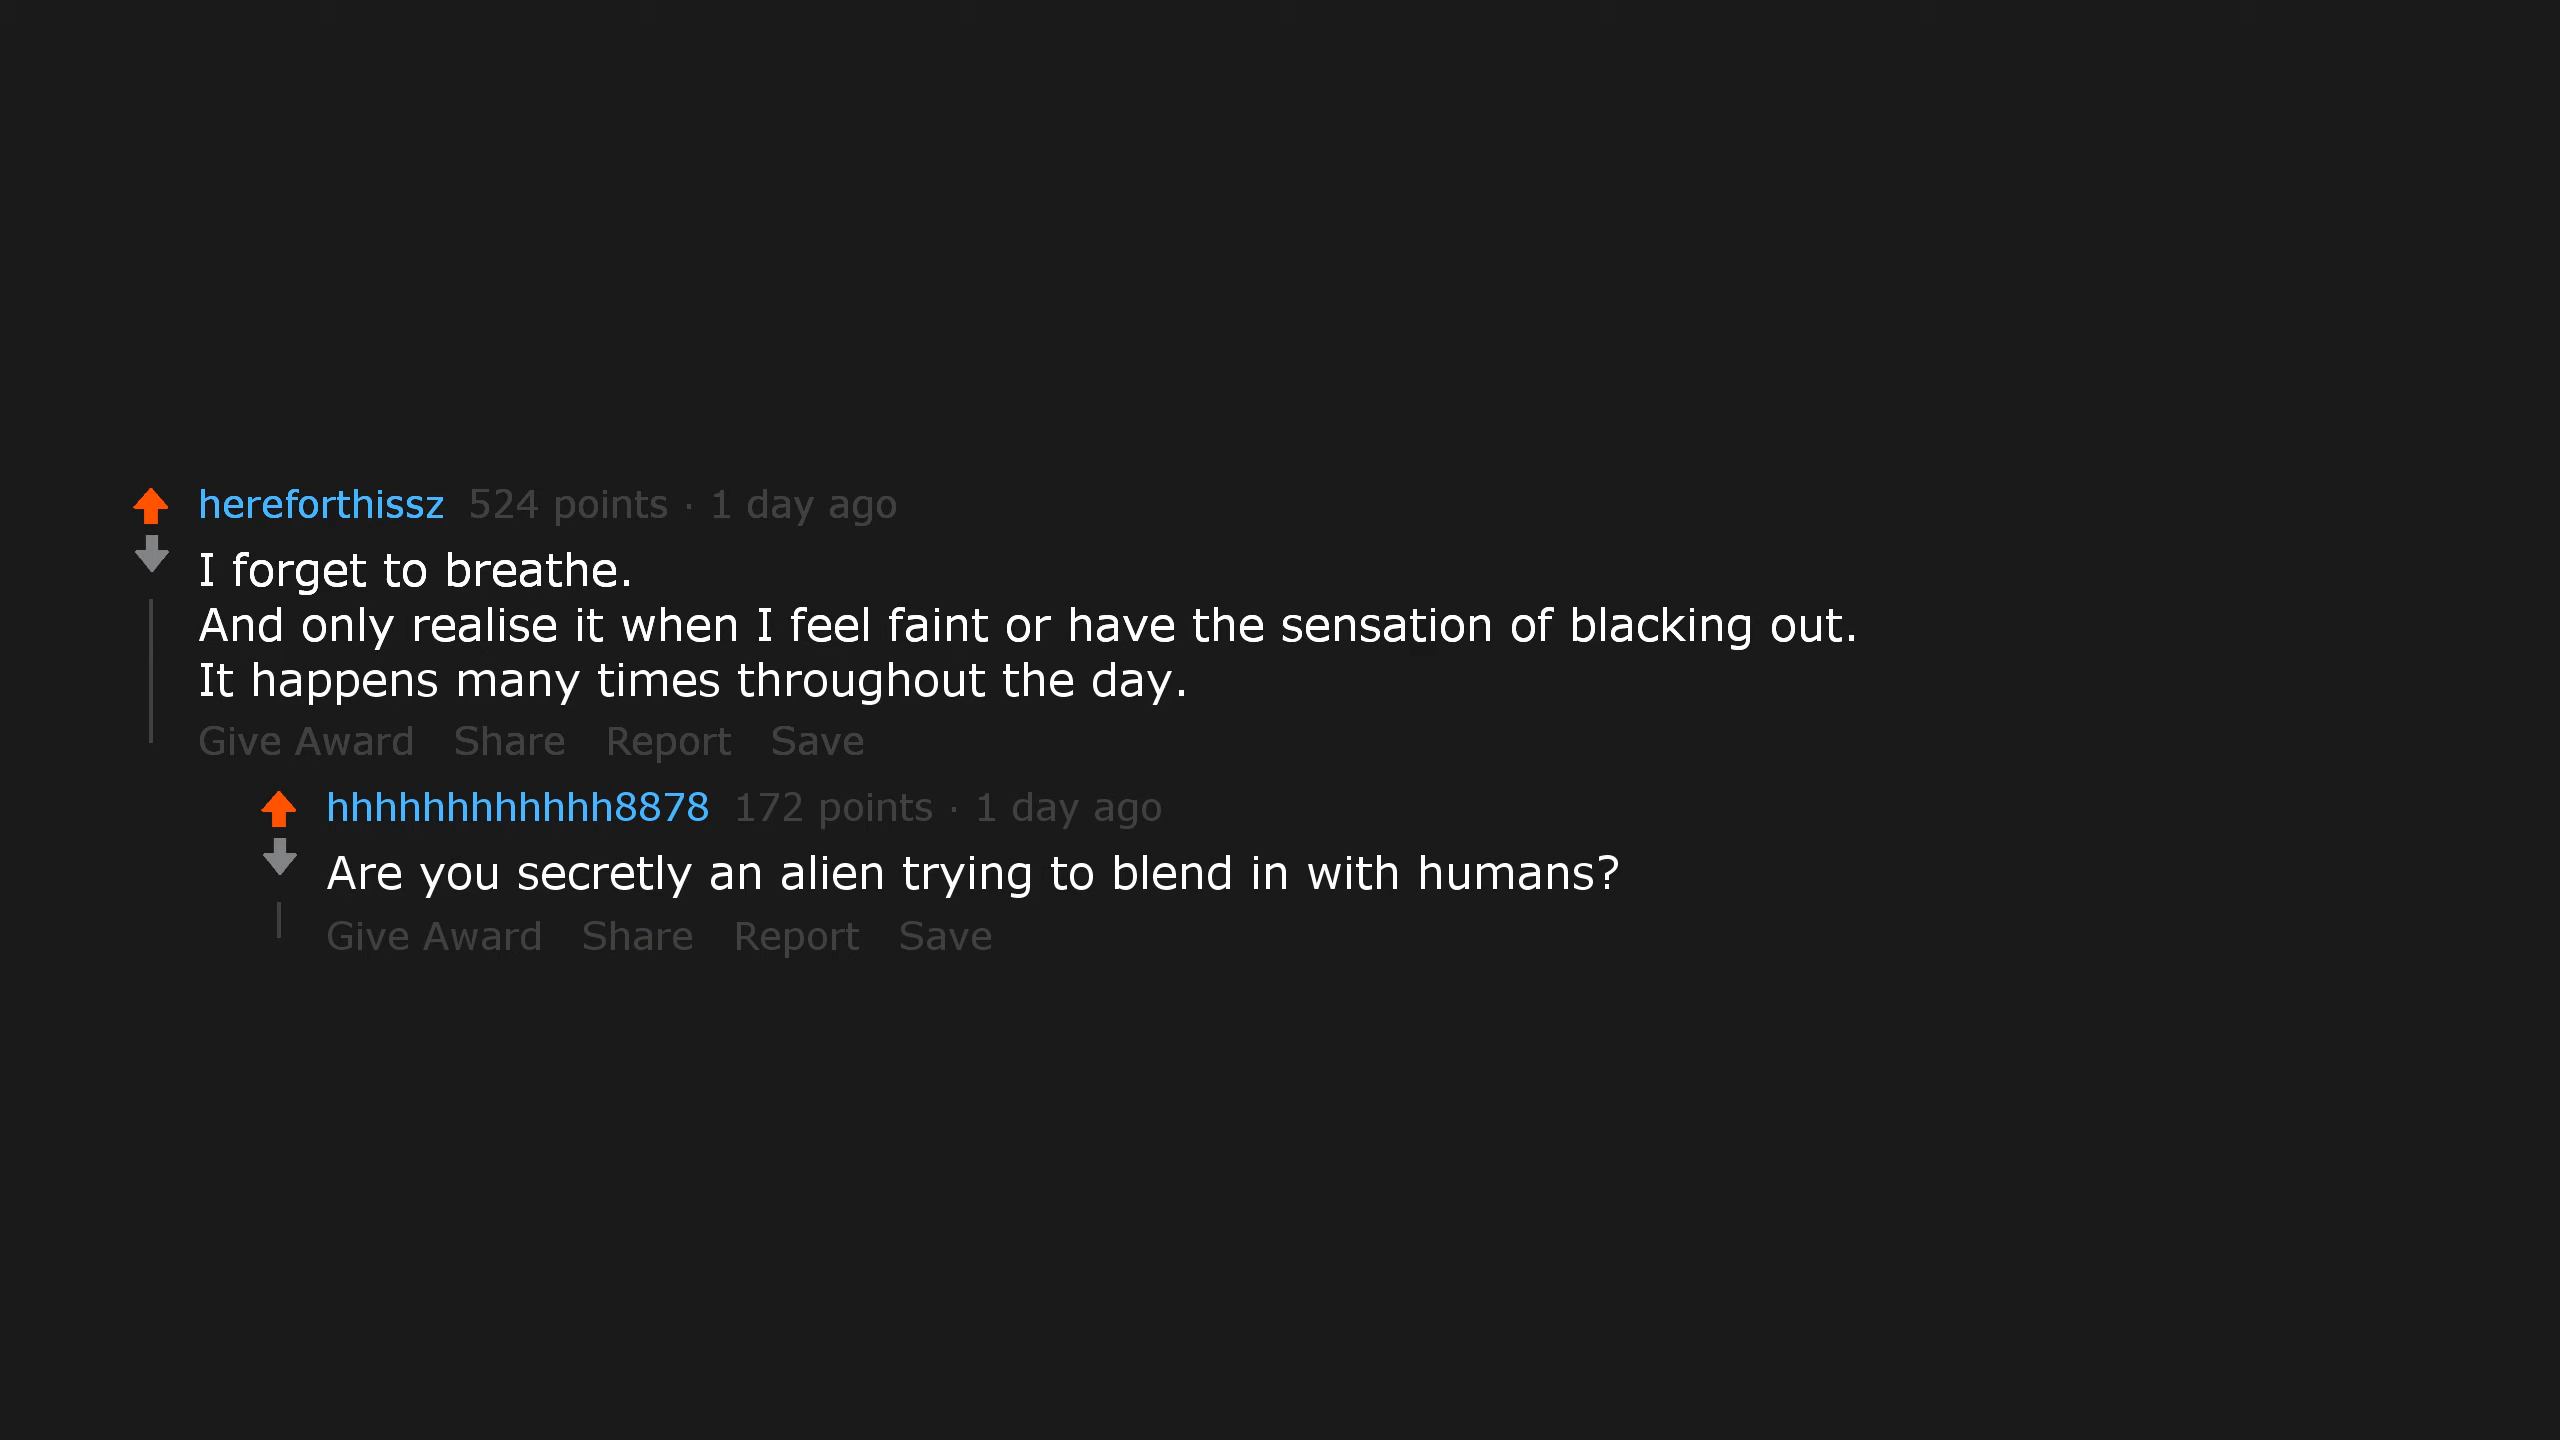 hereforthissz 524 points · 1 day ago
I forget to breathe.
And only realise it when I feel faint or have the sensation of blacking out.
It happens many times throughout the day.
Give Award Share Report Save
hhhhhhhhhhhh8878 172 points · 1 day ago
Are you secretly an alien trying to blend in with humans?
Give Award Share Report Save